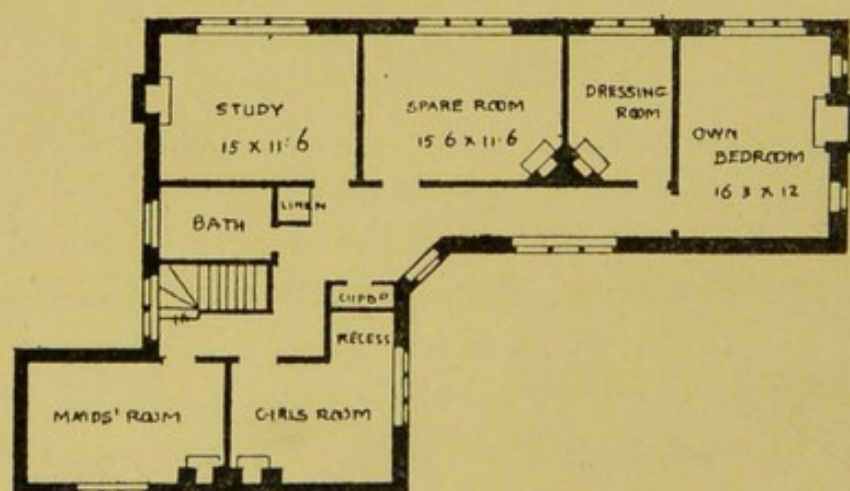 STUDY
15 X 11·6
SPARE ROOM
15 6 X 11·6
DRESSING
ROOM
OWN
BEDROOM
16 3 X 12
BATH
LINEN
CUPBD
RECESS
MAIDS' ROOM
GIRLS ROOM